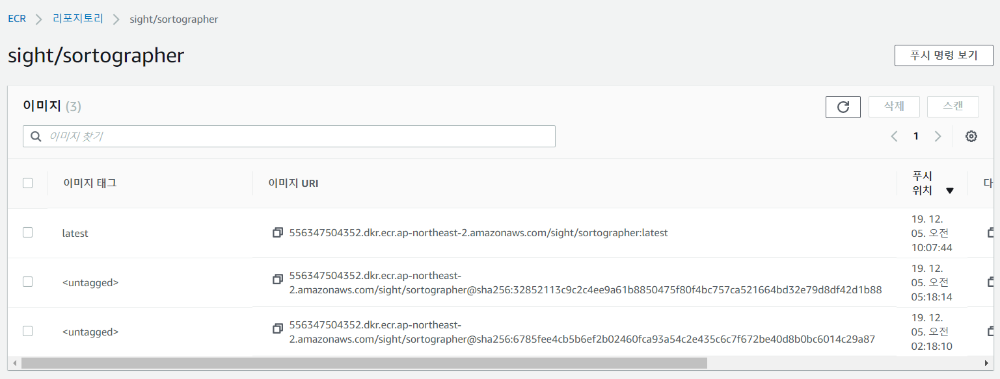 ECR > 리포지토리 > sight/sortographer
sight/sortographer
푸시 명령 보기
이미지 (3)
삭제
스캔
이미지 찾기
1
이미지 태그
이미지 URI
푸시
위치
다
latest
556347504352.dkr.ecr.ap-northeast-2.amazonaws.com/sight/sortographer:latest
19. 12.
05. 오전
10:07:44
<untagged>
556347504352.dkr.ecr.ap-northeast-
2.amazonaws.com/sight/sortographer@sha256:32852113c9c2c4ee9a61b8850475f80f4bc757ca521664bd32e79d8df42d1b88
19. 12.
05. 오전
05:18:14
<untagged>
556347504352.dkr.ecr.ap-northeast-
2.amazonaws.com/sight/sortographer@sha256:6785fee4cb5b6ef2b02460fca93a54c2e435c6c7f672be40d8b0bc6014c29a87
19. 12.
05. 오전
02:18:10